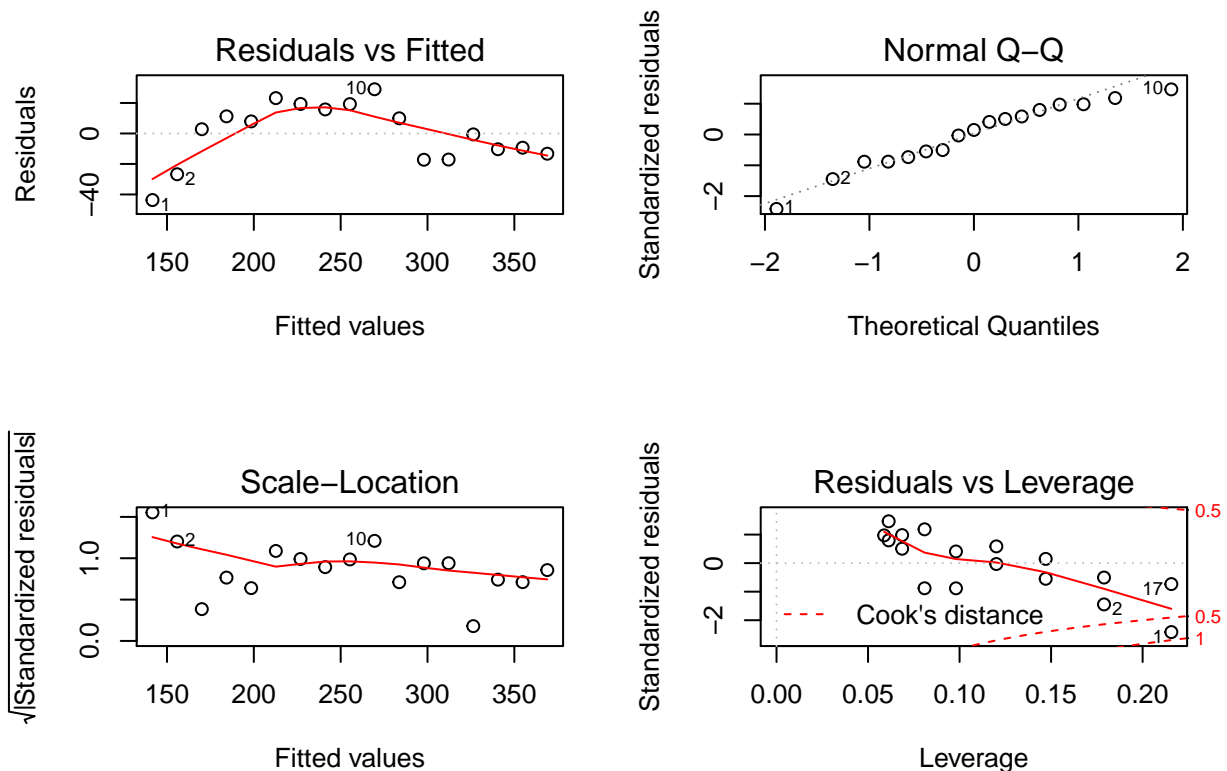 Residuals vs Fitted
Residuals
0
−40
10
2
1
150 200 250 300 350
Fitted values
Normal Q−Q
Standardized residuals
0
−2
10
2
1
−2 −1 0 1 2
Theoretical Quantiles
Scale−Location
√|Standardized residuals|
1.0
0.0
1
2
10
150 200 250 300 350
Fitted values
Residuals vs Leverage
Standardized residuals
0
−2
0.5
17
2
Cook's distance
0.5
1
1
0.00 0.05 0.10 0.15 0.20
Leverage